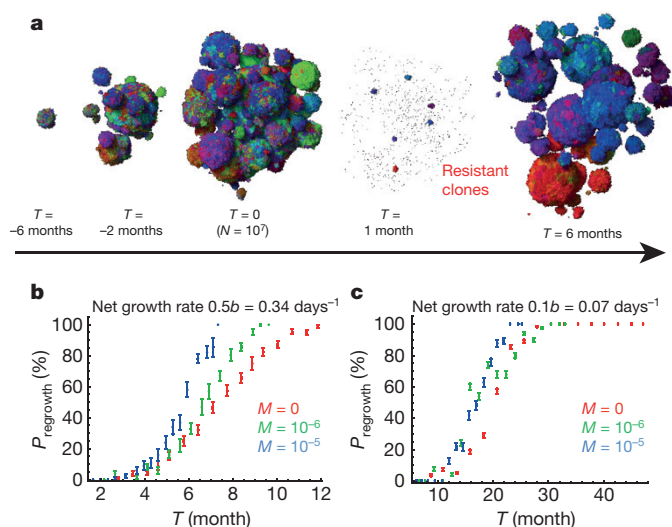 a
Resistant
clones
T =
−6 months
T =
−2 months
T = 0
(N = 10⁷)
T =
1 month
T = 6 months
b
Net growth rate 0.5b = 0.34 days⁻¹
100
80
60
40
20
0
P regrowth (%)
M = 0
M = 10⁻⁶
M = 10⁻⁵
2 4 6 8 10 12
T (month)
c
Net growth rate 0.1b = 0.07 days⁻¹
100
80
60
40
20
0
P regrowth (%)
M = 0
M = 10⁻⁶
M = 10⁻⁵
10 20 30 40
T (month)